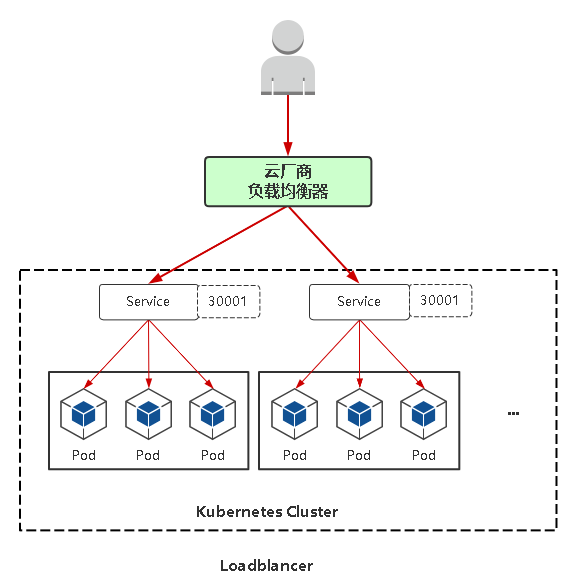 云厂商
负载均衡器
Service 30001 Service 30001
Pod Pod Pod Pod Pod Pod ...
Kubernetes Cluster
Loadblancer